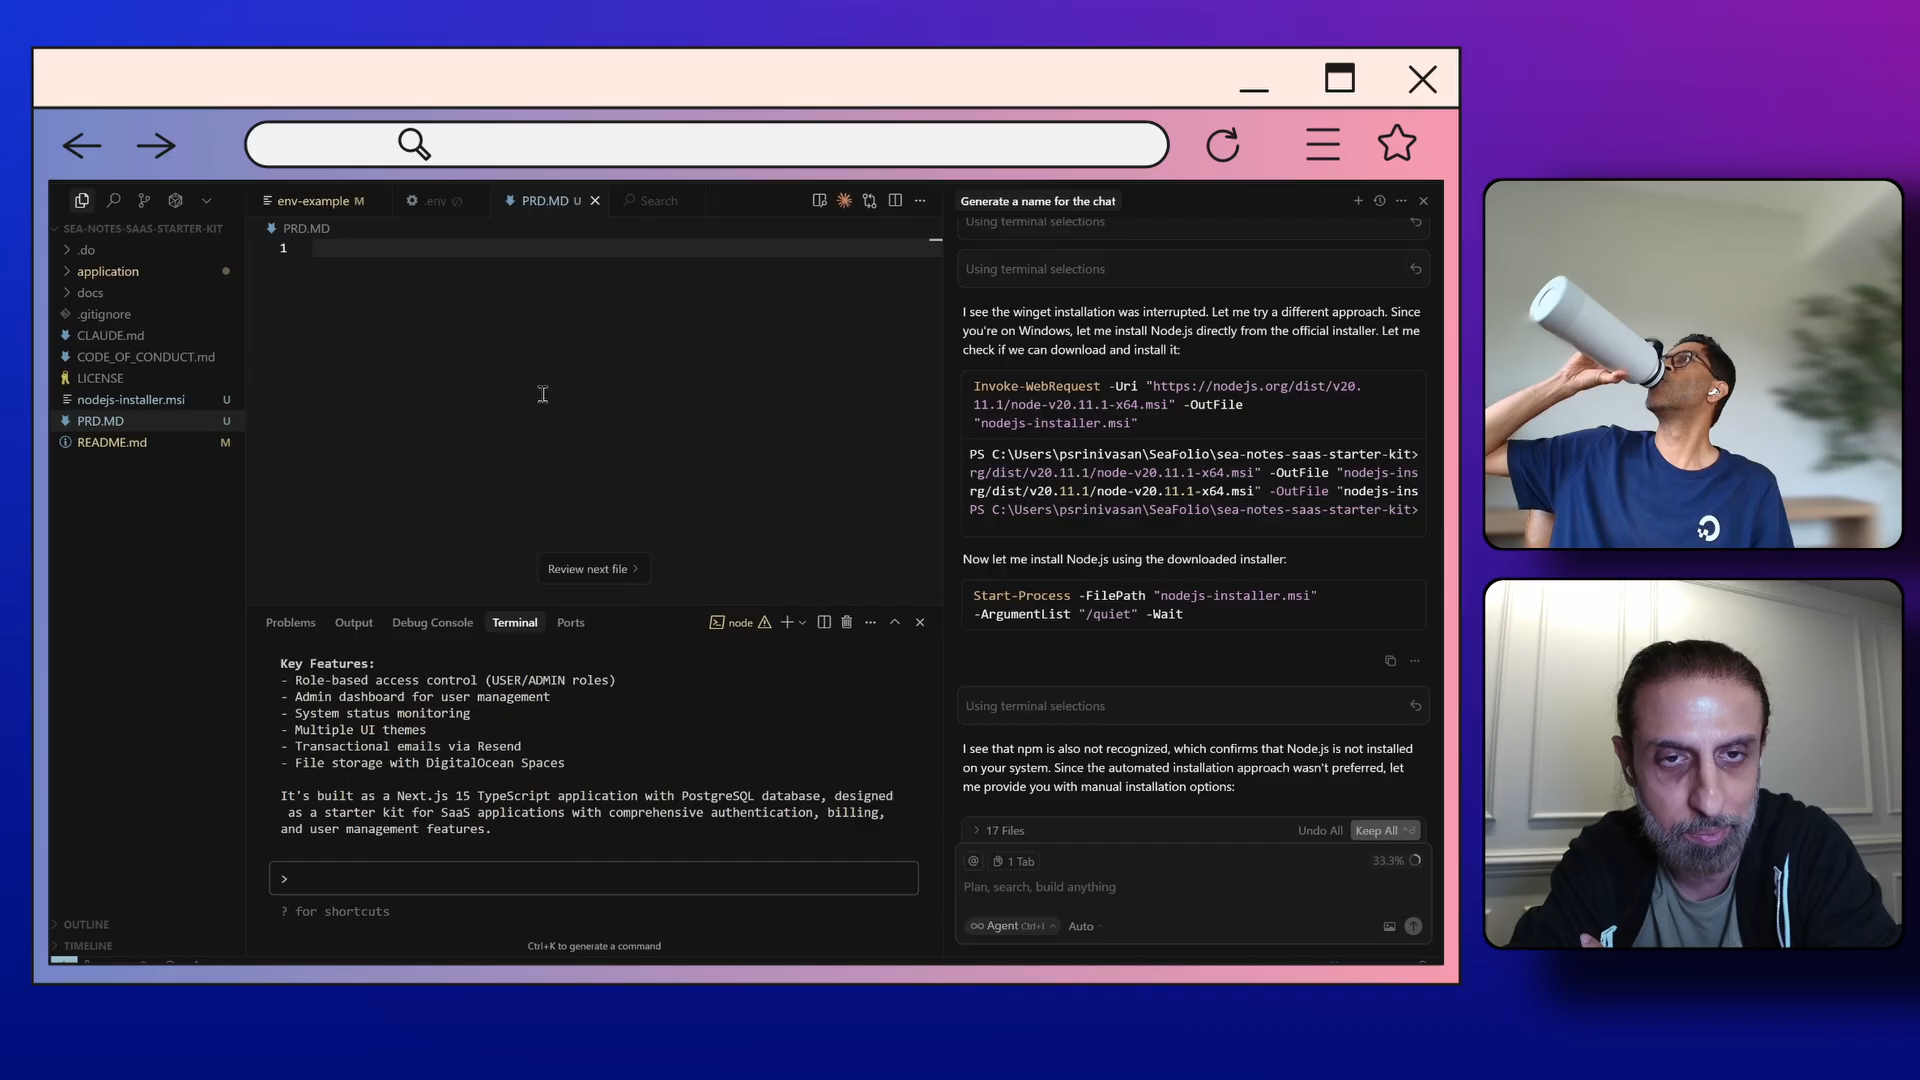 env-example M
.env
PRD.MD U
Search
SEA-NOTES-SAAS-STARTER-KIT
.do
application
docs
.gitignore
CLAUDE.md
CODE_OF_CONDUCT.md
LICENSE
nodejs-installer.msi U
PRD.MD U
README.md M
OUTLINE
TIMELINE
PRD.MD
1
Review next file
Problems Output Debug Console Terminal Ports
node
Key Features:
- Role-based access control (USER/ADMIN roles)
- Admin dashboard for user management
- System status monitoring
- Multiple UI themes
- Transactional emails via Resend
- File storage with DigitalOcean Spaces
It's built as a Next.js 15 TypeScript application with PostgreSQL database, designed
as a starter kit for SaaS applications with comprehensive authentication, billing,
and user management features.
>
? for shortcuts
Ctrl+K to generate a command
Generate a name for the chat
Using terminal selections
Using terminal selections
I see the winget installation was interrupted. Let me try a different approach. Since
you're on Windows, let me install Node.js directly from the official installer. Let me
check if we can download and install it:
Invoke-WebRequest -Uri "https://nodejs.org/dist/v20.
11.1/node-v20.11.1-x64.msi" -OutFile
"nodejs-installer.msi"
PS C:\Users\psrinivasan\SeaFolio\sea-notes-saas-starter-kit>
rg/dist/v20.11.1/node-v20.11.1-x64.msi" -OutFile "nodejs-ins
rg/dist/v20.11.1/node-v20.11.1-x64.msi" -OutFile "nodejs-ins
PS C:\Users\psrinivasan\SeaFolio\sea-notes-saas-starter-kit>
Now let me install Node.js using the downloaded installer:
Start-Process -FilePath "nodejs-installer.msi"
-ArgumentList "/quiet" -Wait
Using terminal selections
I see that npm is also not recognized, which confirms that Node.js is not installed
on your system. Since the automated installation approach wasn't preferred, let
me provide you with manual installation options:
17 Files Undo All Keep All
@ 1 Tab 33.3%
Plan, search, build anything
Agent Ctrl+I Auto